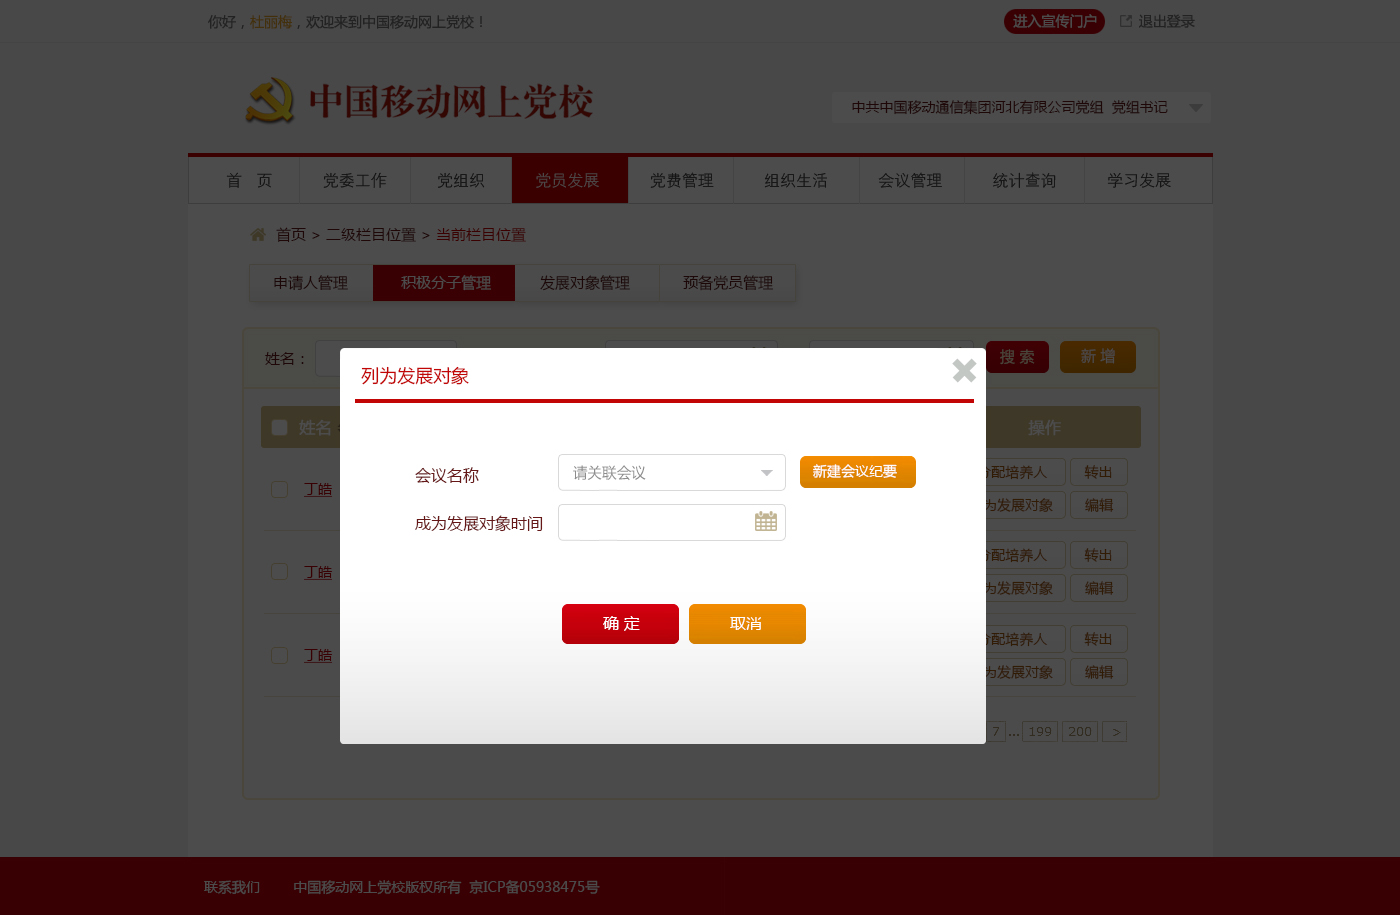 你好，杜丽梅，欢迎来到中国移动网上党校！
进入宣传门户 退出登录
中国移动网上党校
中共中国移动通信集团河北有限公司党组 党组书记
首 页 党委工作 党组织 党员发展 党费管理 组织生活 会议管理 统计查询 学习发展
首页 > 二级栏目位置 > 当前栏目位置
申请人管理 积极分子管理 发展对象管理 预备党员管理
姓名： 搜 索 新 增
列为发展对象
姓名 操作
会议名称 请关联会议 新建会议纪要
配培养人 转出
丁皓
为发展对象 编辑
成为发展对象时间
配培养人 转出
丁皓
为发展对象 编辑
确 定 取消
配培养人 转出
丁皓
为发展对象 编辑
7 ... 199 200 >
联系我们 中国移动网上党校版权所有 京ICP备05938475号